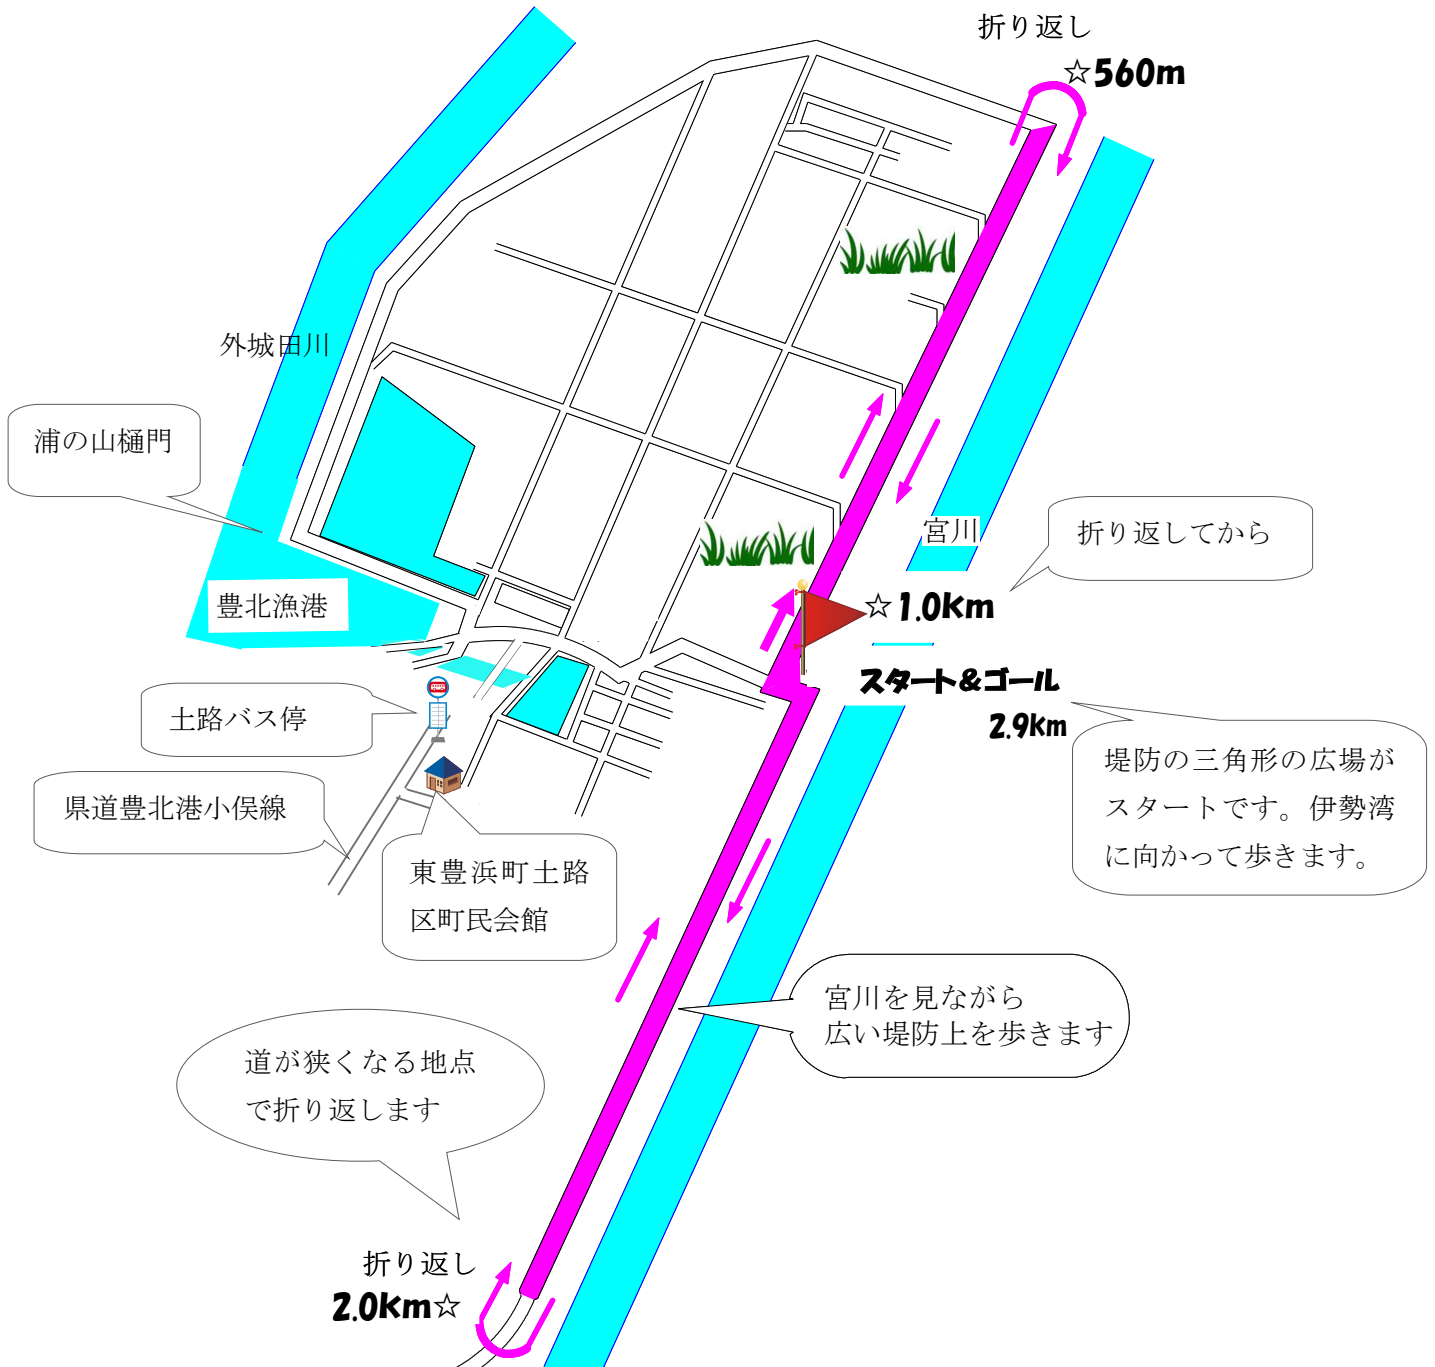 折り返し
☆560m
外城田川
浦の山樋門
宮川
折り返してから
豊北漁港
☆1.0km
スタート&ゴール
2.9km
土路バス停
堤防の三角形の広場が
スタートです。伊勢湾
に向かって歩きます。
県道豊北港小俣線
東豊浜町土路
区町民会館
宮川を見ながら
広い堤防上を歩きます
道が狭くなる地点
で折り返します
折り返し
2.0km☆